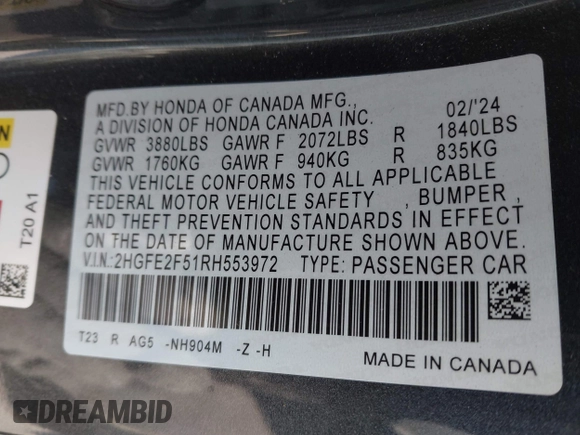 MFD.BY HONDA OF CANADA MFG., 02/'24
A DIVISION OF HONDA CANADA INC.
GVWR 3880LBS GAWR F 2072LBS R 1840LBS
GVWR 1760KG GAWR F 940KG R 835KG
THIS VEHICLE CONFORMS TO ALL APPLICABLE
FEDERAL MOTOR VEHICLE SAFETY , BUMPER ,
AND THEFT PREVENTION STANDARDS IN EFFECT
ON THE DATE OF MANUFACTURE SHOWN ABOVE.
V.I.N.:2HGFE2F51RH553972 TYPE: PASSENGER CAR
T23 R AG5 -NH904M -Z -H
MADE IN CANADA
T20 A1
DREAMBID